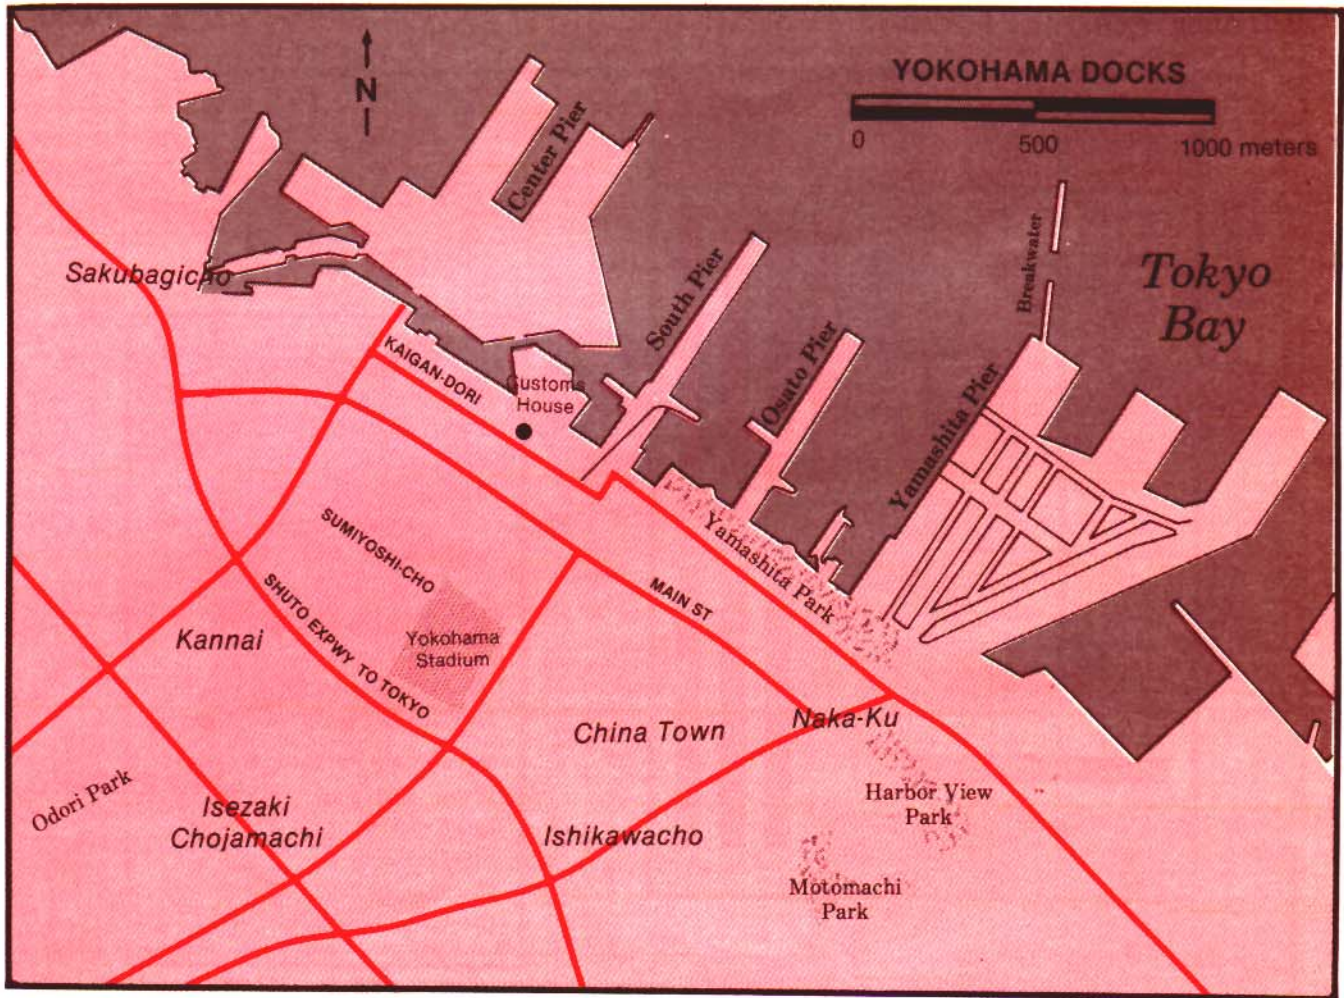 YOKOHAMA DOCKS
0 500 1000 meters
N
Center Pier
South Pier
Osato Pier
Yamashita Pier
Breakwater
Tokyo
Bay
Sakubagicho
KAIGAN-DORI
Customs
House
Yamashita Park
SUMIYOSHI-CHO
MAIN ST
SHUTO EXPWY TO TOKYO
Yokohama
Stadium
Kannai
China Town
Naka-Ku
Odori Park
Isezaki
Chojamachi
Ishikawacho
Harbor View
Park
Motomachi
Park